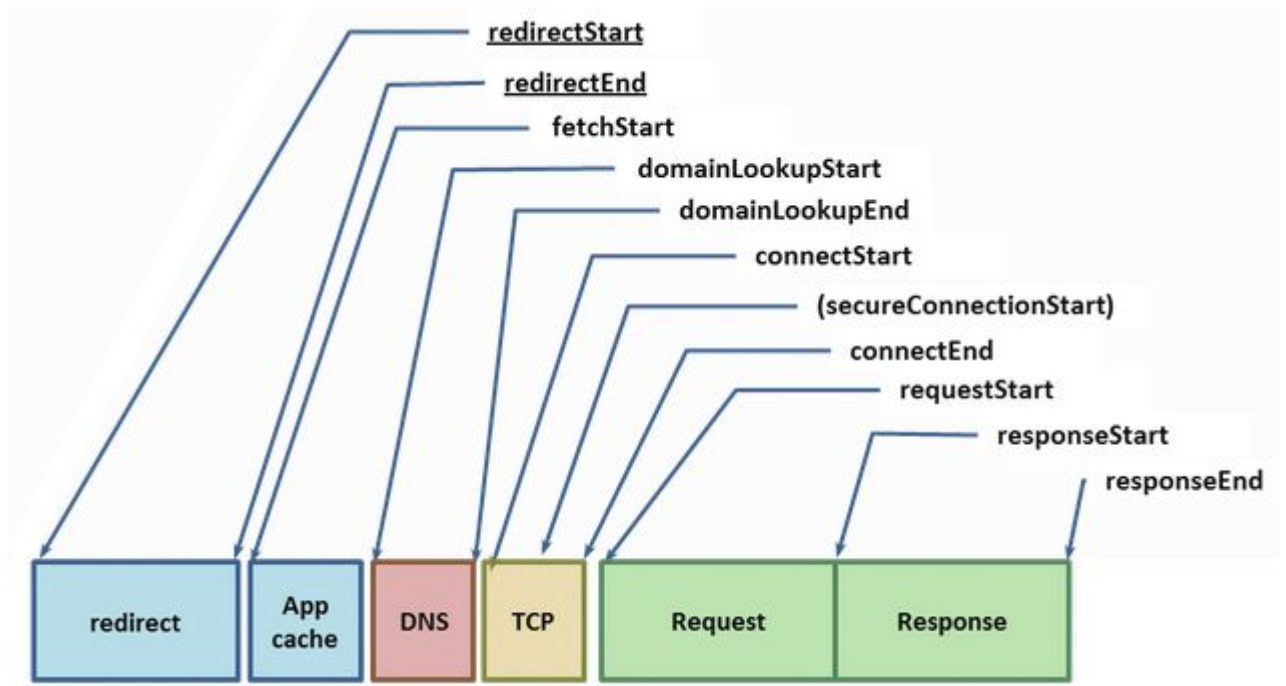 redirectStart
redirectEnd
fetchStart
domainLookupStart
domainLookupEnd
connectStart
(secureConnectionStart)
connectEnd
requestStart
responseStart
responseEnd
redirect
App
cache
DNS
TCP
Request
Response